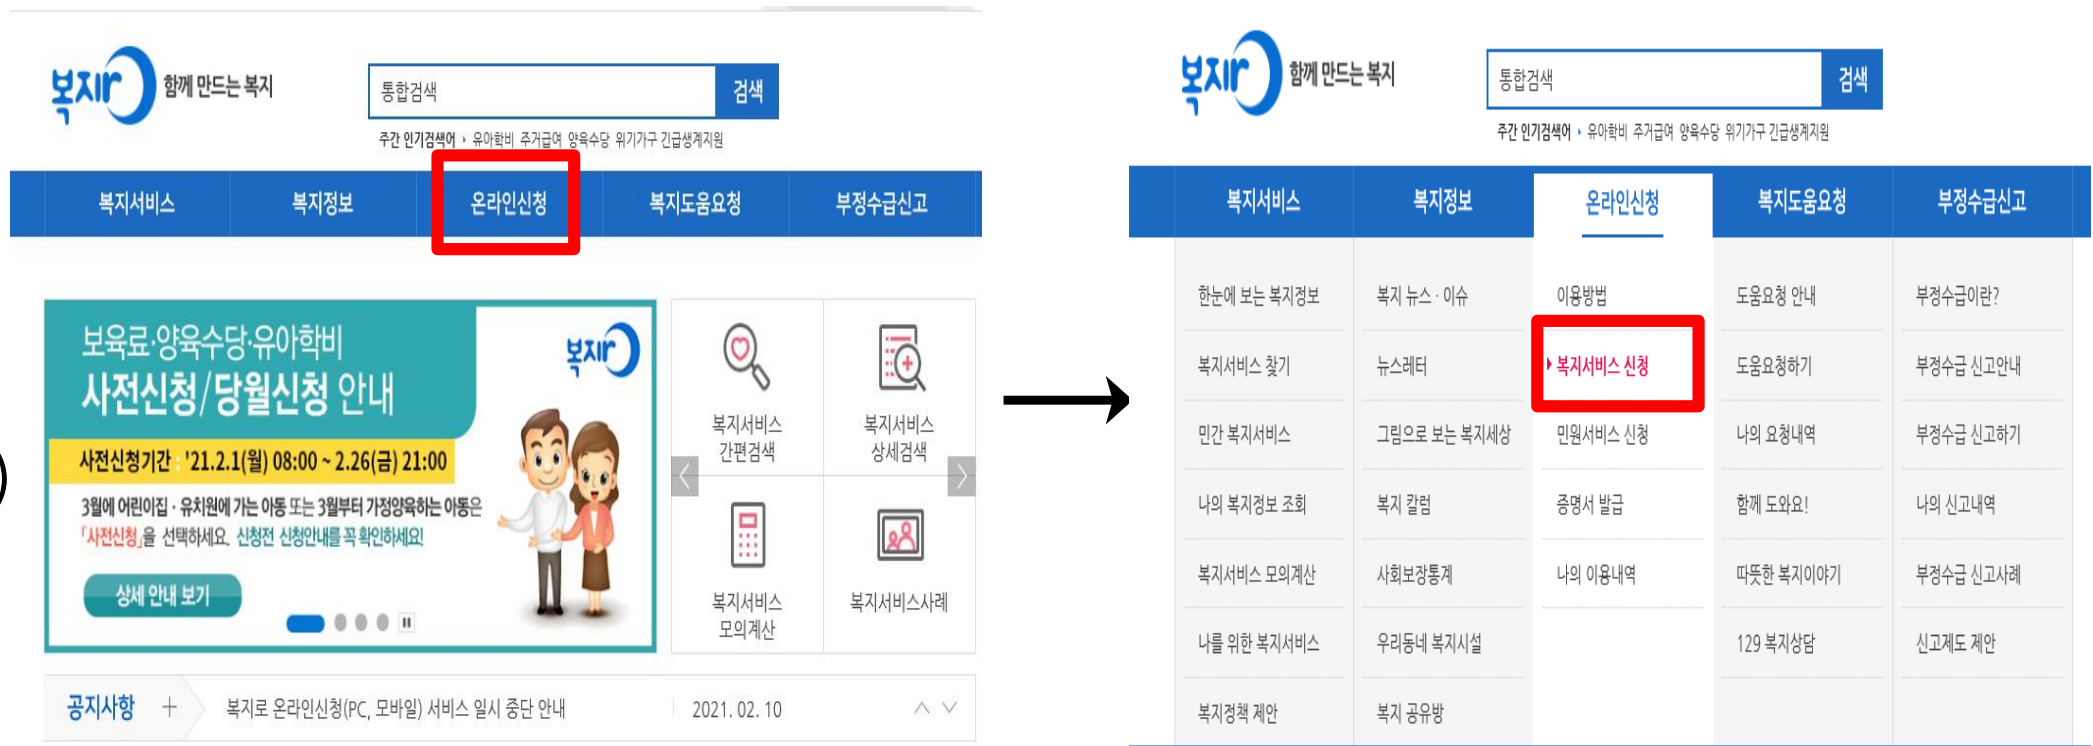 복지로 함께 만드는 복지
통합검색 검색
주간 인기검색어 유아학비 주거급여 양육수당 위기가구 긴급생계지원
복지서비스 복지정보 온라인신청 복지도움요청 부정수급신고
보육료·양육수당·유아학비
사전신청/당월신청 안내
복지로
사전신청기간 : '21.2.1(월) 08:00 ~ 2.26(금) 21:00
3월에 어린이집·유치원에 가는 아동 또는 3월부터 가정양육하는 아동은
「사전신청」을 선택하세요. 신청전 신청안내를 꼭 확인하세요!
상세 안내 보기
복지서비스
간편검색
복지서비스
상세검색
복지서비스
모의계산
복지서비스사례
공지사항 + 복지로 온라인신청(PC, 모바일) 서비스 일시 중단 안내 2021. 02. 10
복지로 함께 만드는 복지
통합검색 검색
주간 인기검색어 유아학비 주거급여 양육수당 위기가구 긴급생계지원
복지서비스 복지정보 온라인신청 복지도움요청 부정수급신고
한눈에 보는 복지정보 복지 뉴스·이슈 이용방법 도움요청 안내 부정수급이란?
복지서비스 찾기 뉴스레터 복지서비스 신청 도움요청하기 부정수급 신고안내
민간 복지서비스 그림으로 보는 복지세상 민원서비스 신청 나의 요청내역 부정수급 신고하기
나의 복지정보 조회 복지 칼럼 증명서 발급 함께 도와요! 나의 신고내역
복지서비스 모의계산 사회보장통계 나의 이용내역 따뜻한 복지이야기 부정수급 신고사례
나를 위한 복지서비스 우리동네 복지시설 129 복지상담 신고제도 제안
복지정책 제안 복지 공유방